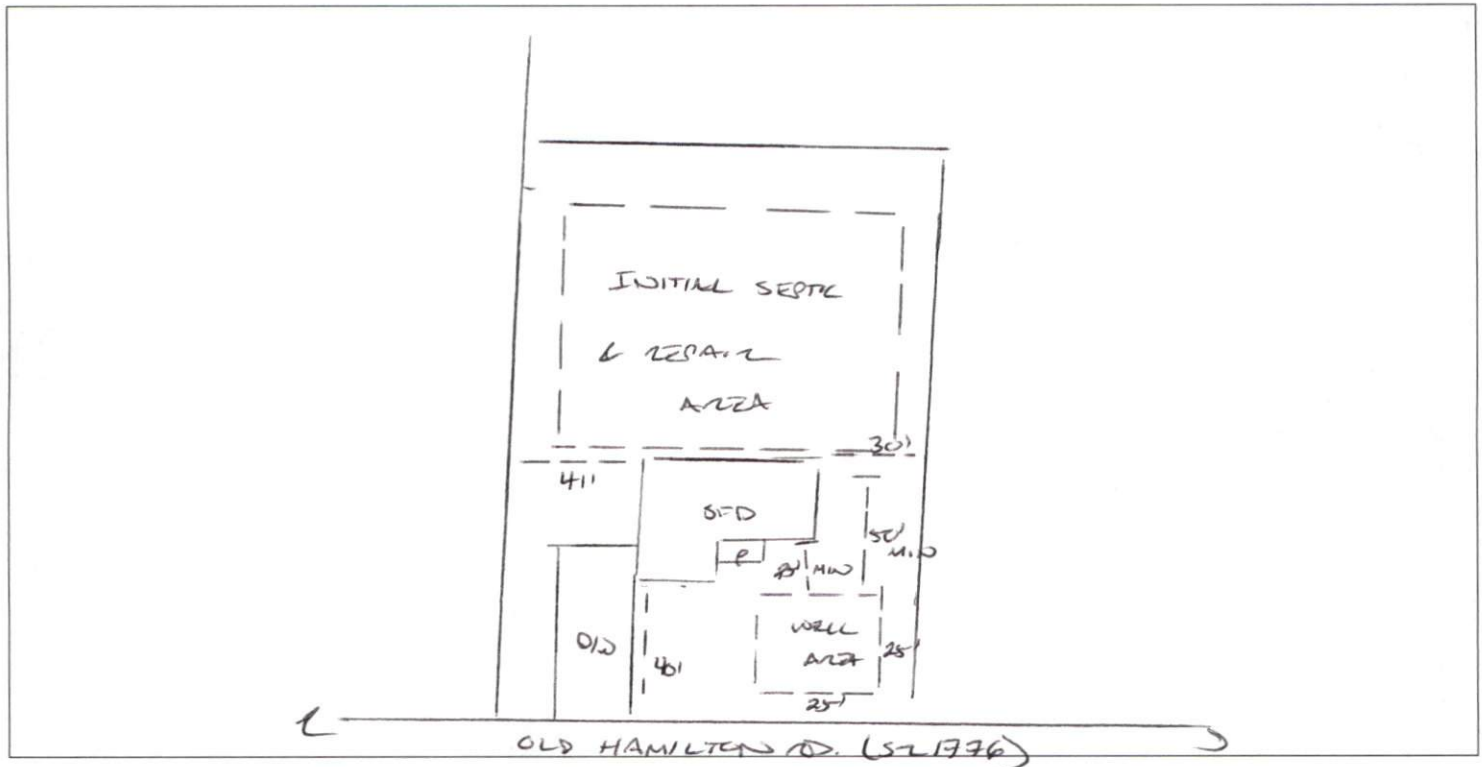 INITIAL SEPTIC
& REPAIR
AREA
30'
41'
SFD
P
50'
MIN
25' MIN
WELL
AREA
25'
D/W
40'
25'
OLD HAMILTON RD. (SR 1776)